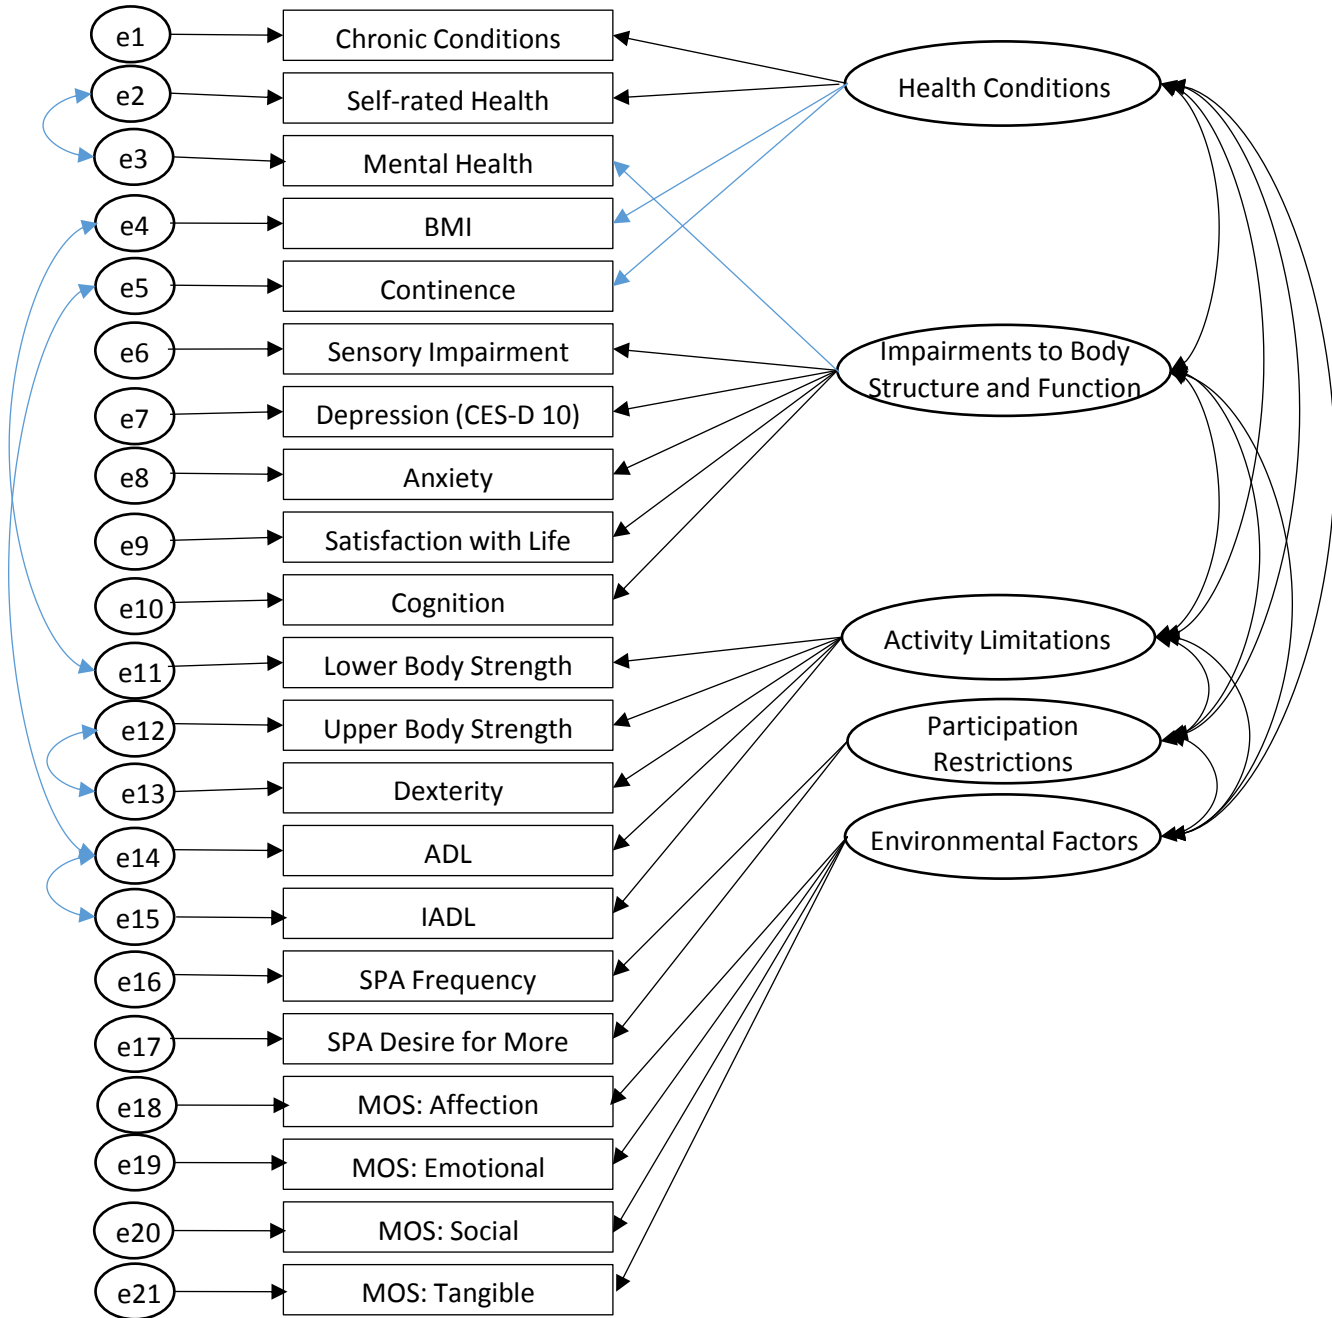 e1
Chronic Conditions
e2
Self-rated Health
e3
Mental Health
e4
BMI
e5
Continence
e6
Sensory Impairment
e7
Depression (CES-D 10)
e8
Anxiety
e9
Satisfaction with Life
e10
Cognition
e11
Lower Body Strength
e12
Upper Body Strength
e13
Dexterity
e14
ADL
e15
IADL
e16
SPA Frequency
e17
SPA Desire for More
e18
MOS: Affection
e19
MOS: Emotional
e20
MOS: Social
e21
MOS: Tangible
Health Conditions
Impairments to Body
Structure and Function
Activity Limitations
Participation
Restrictions
Environmental Factors